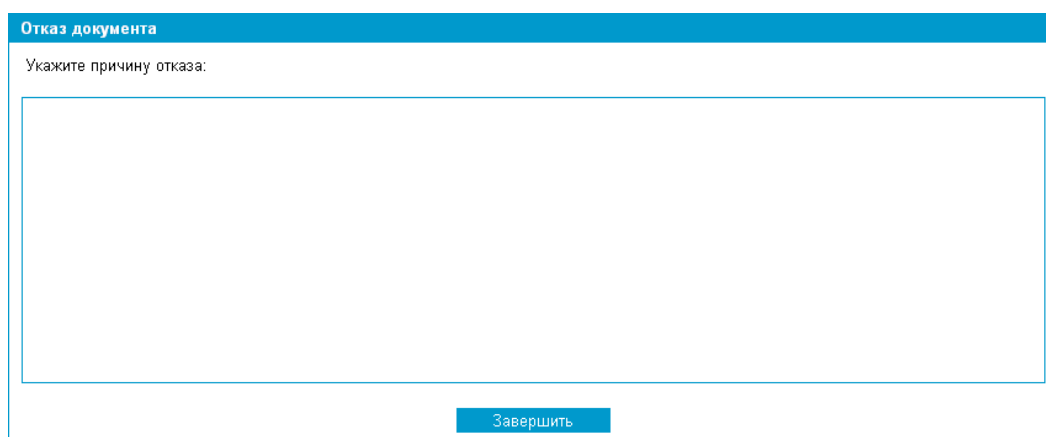 Отказ документа
Укажите причину отказа:
Завершить